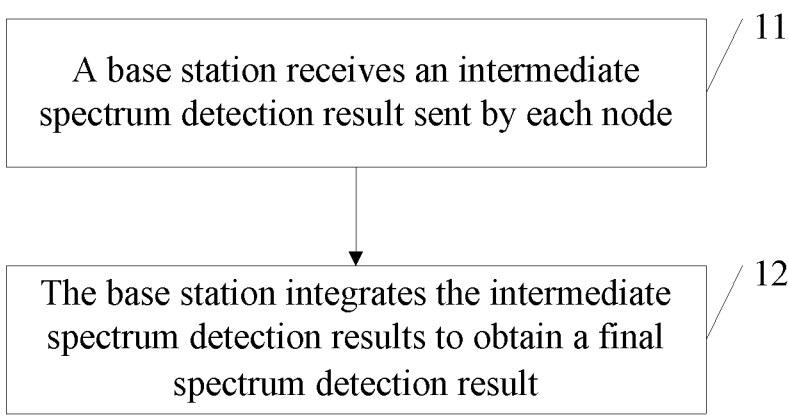 11
A base station receives an intermediate
spectrum detection result sent by each node
12
The base station integrates the intermediate
spectrum detection results to obtain a final
spectrum detection result